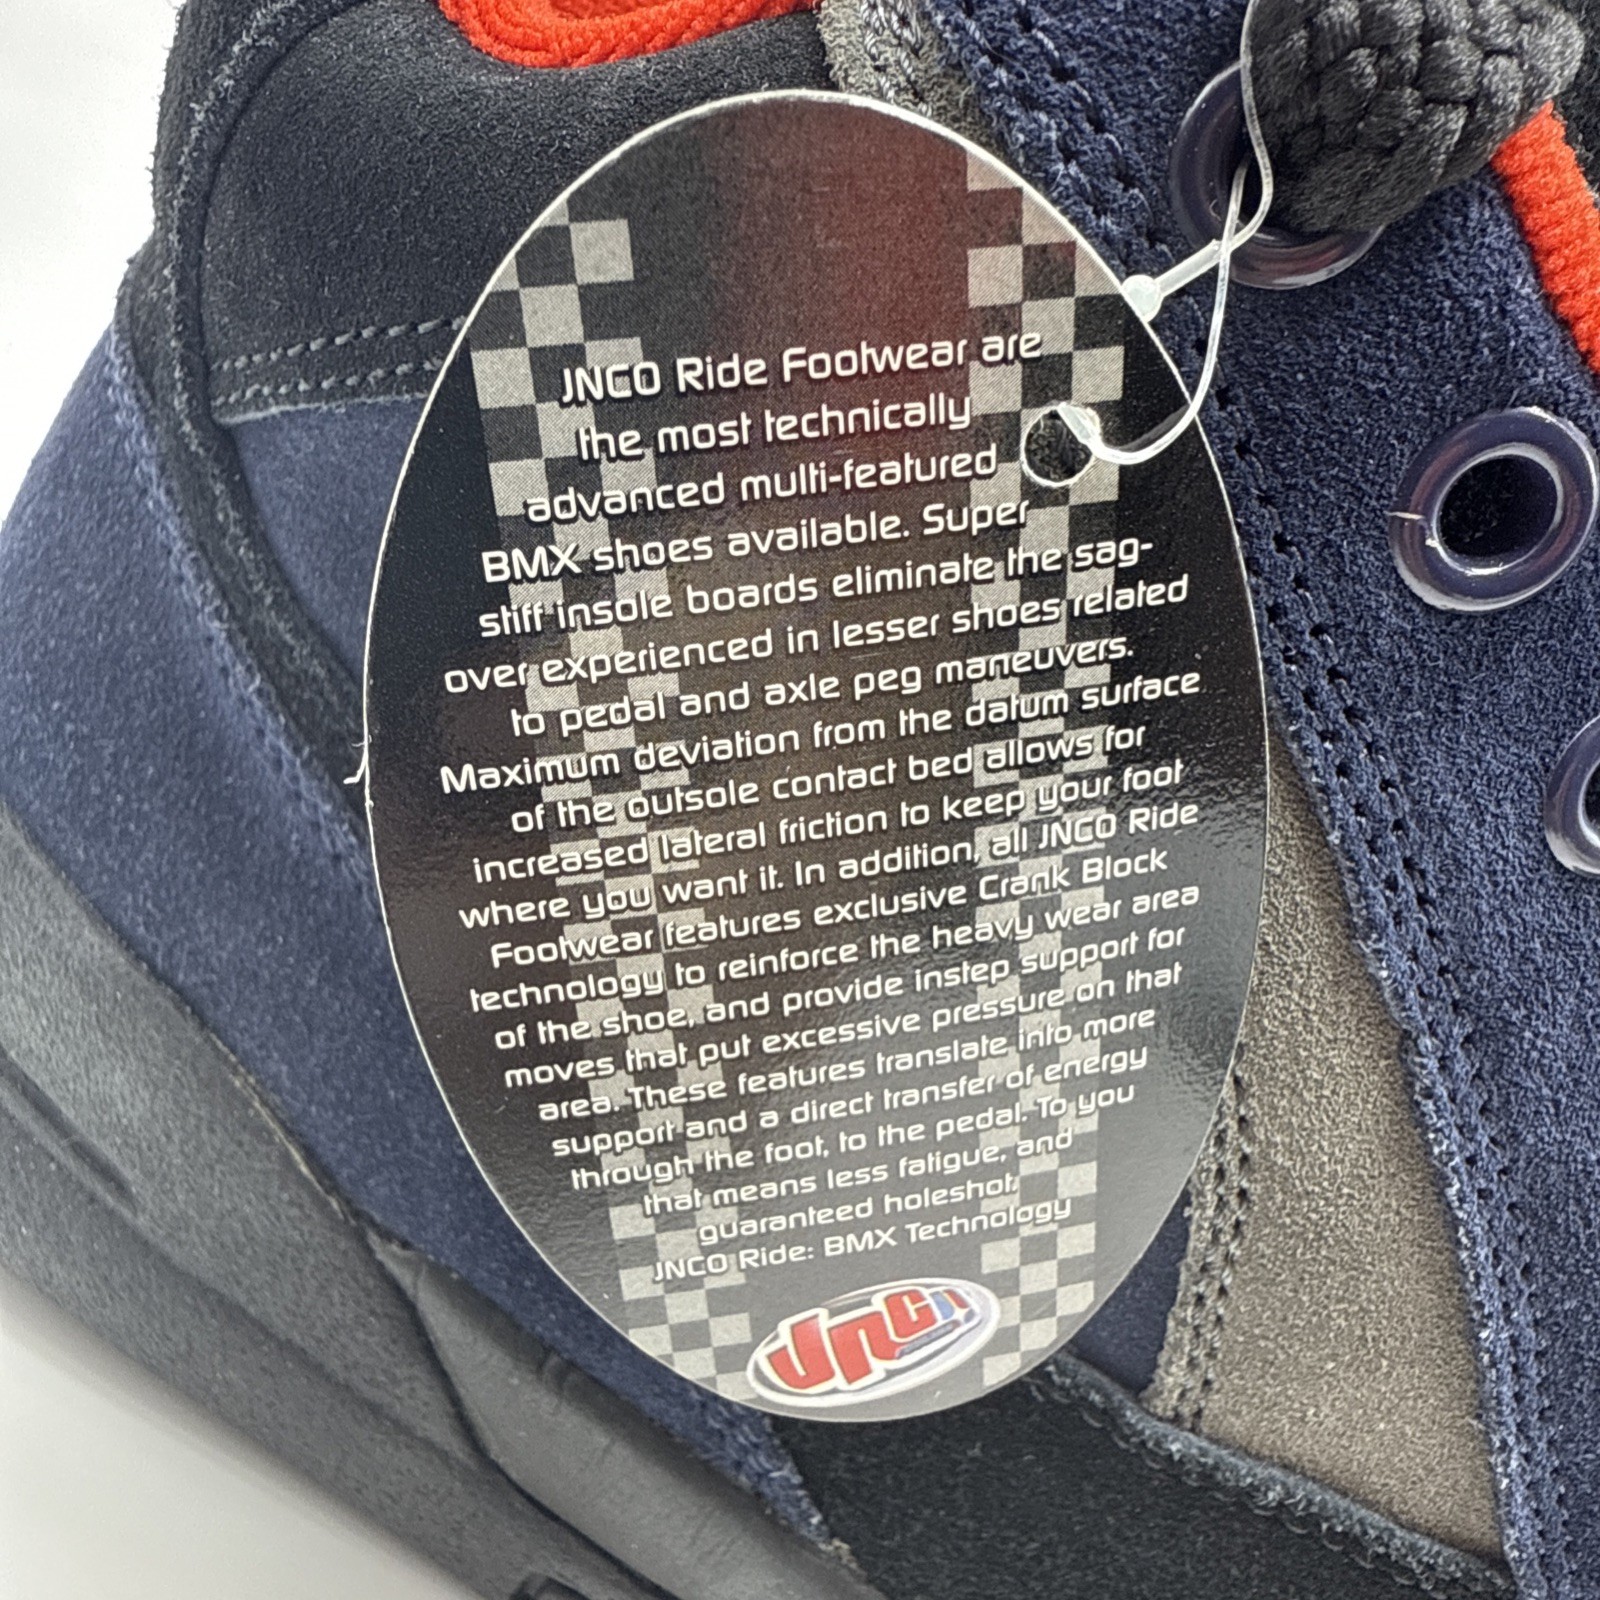 JNCO Ride Footwear are
the most technically
advanced multi-featured
BMX shoes available. Super
stiff insole boards eliminate the sag-
over experienced in lesser shoes related
to pedal and axle peg maneuvers.
Maximum deviation from the datum surface
of the outsole contact bed allows for
increased lateral friction to keep your foot
where you want it. In addition, all JNCO Ride
Footwear features exclusive Crank Block
technology to reinforce the heavy wear area
of the shoe, and provide instep support for
moves that put excessive pressure on that
area. These features translate into more
support and a direct transfer of energy
through the foot, to the pedal. To you
that means less fatigue, and
guaranteed holeshot.
JNCO Ride: BMX Technology
JNCO